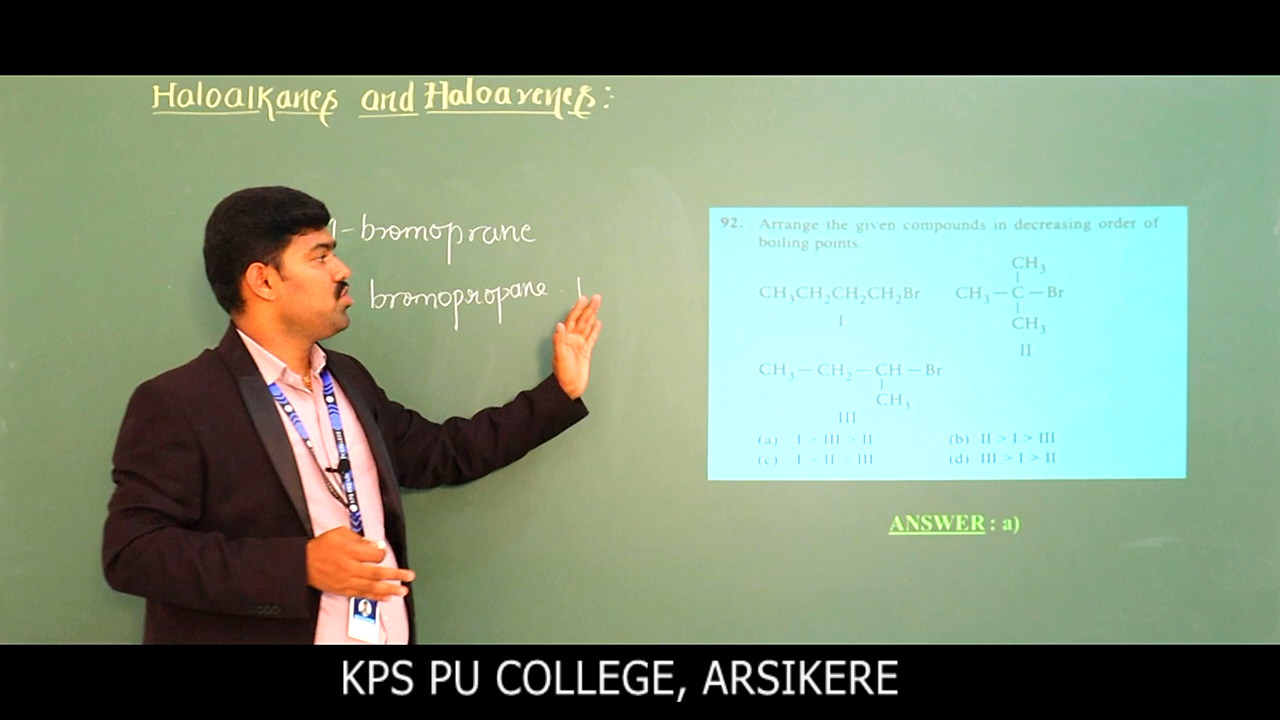 Haloalkanes and Haloarenes:
1-bromoprane
bromopropane
92. Arrange the given compounds in decreasing order of
boiling points.
CH3
CH3CH2CH2CH2Br CH3—C—Br
I
CH3
II
CH3—CH2—CH—Br
CH3
III
(a) I > III > II (b) II > I > III
(c) I > II > III (d) III > I > II
ANSWER : a)
KPS PU COLLEGE, ARSIKERE